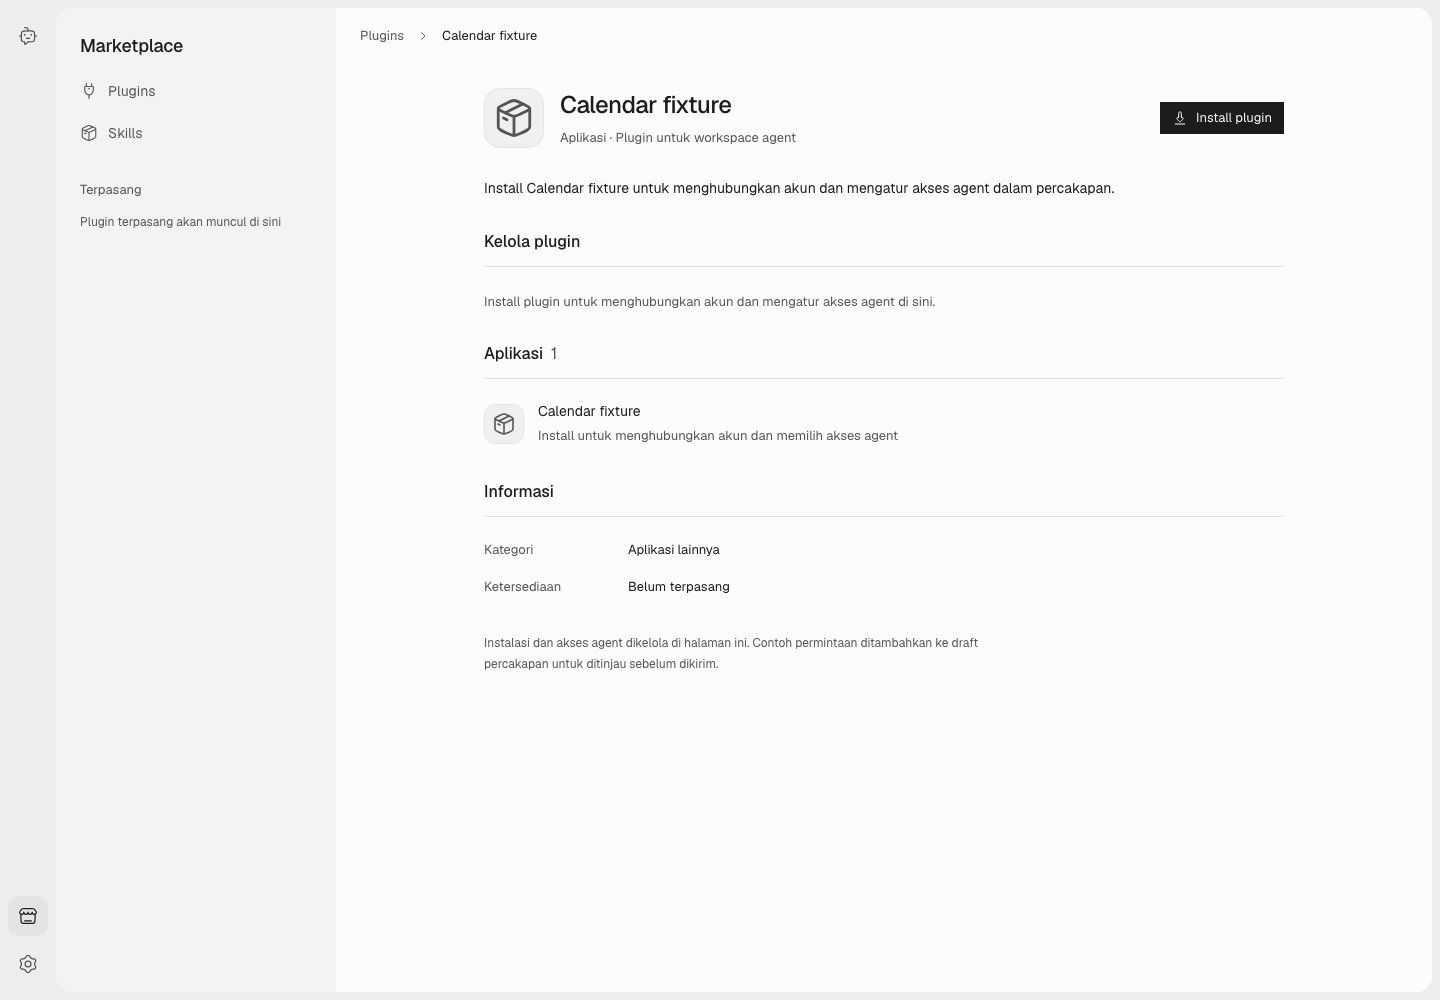 Marketplace
Plugins
Skills
Terpasang
Plugin terpasang akan muncul di sini
Plugins
Calendar fixture
Calendar fixture
Aplikasi · Plugin untuk workspace agent
Install plugin
Install Calendar fixture untuk menghubungkan akun dan mengatur akses agent dalam percakapan.
Kelola plugin
Install plugin untuk menghubungkan akun dan mengatur akses agent di sini.
Aplikasi 1
Calendar fixture
Install untuk menghubungkan akun dan memilih akses agent
Informasi
Kategori Aplikasi lainnya
Ketersediaan Belum terpasang
Instalasi dan akses agent dikelola di halaman ini. Contoh permintaan ditambahkan ke draft
percakapan untuk ditinjau sebelum dikirim.